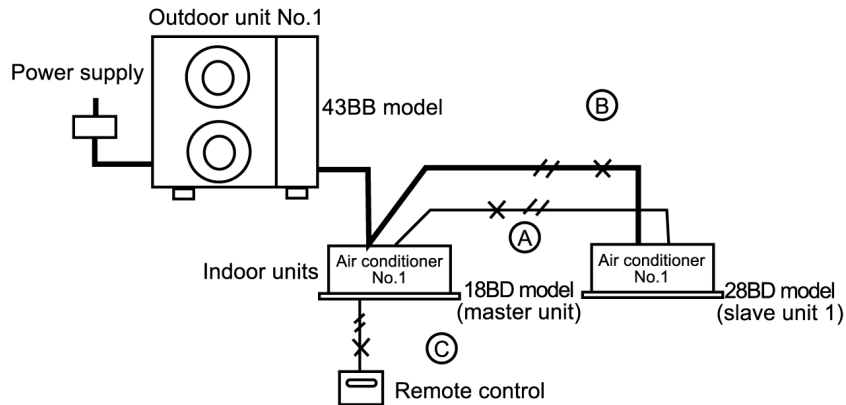 Outdoor unit No.1
Power supply
43BB model
B
A
Indoor units
Air conditioner
No.1
18BD model
(master unit)
Air conditioner
No.1
28BD model
(slave unit 1)
C
Remote control